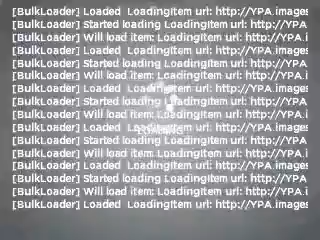 [BulkLoader] Loaded LoadingItem url: http://YPA.images
[BulkLoader] Started loading LoadingItem url: http://YPA
[BulkLoader] Will load item: LoadingItem url: http://YPA.i
[BulkLoader] Loaded LoadingItem url: http://YPA.images
[BulkLoader] Started loading LoadingItem url: http://YPA
[BulkLoader] Will load item: LoadingItem url: http://YPA.i
[BulkLoader] Loaded LoadingItem url: http://YPA.images
[BulkLoader] Started loading LoadingItem url: http://YPA
[BulkLoader] Will load item: LoadingItem url: http://YPA.i
[BulkLoader] Loaded LoadingItem url: http://YPA.images
[BulkLoader] Started loading LoadingItem url: http://YPA
[BulkLoader] Will load item: LoadingItem url: http://YPA.i
[BulkLoader] Loaded LoadingItem url: http://YPA.images
[BulkLoader] Started loading LoadingItem url: http://YPA
[BulkLoader] Will load item: LoadingItem url: http://YPA.i
[BulkLoader] Loaded LoadingItem url: http://YPA.images